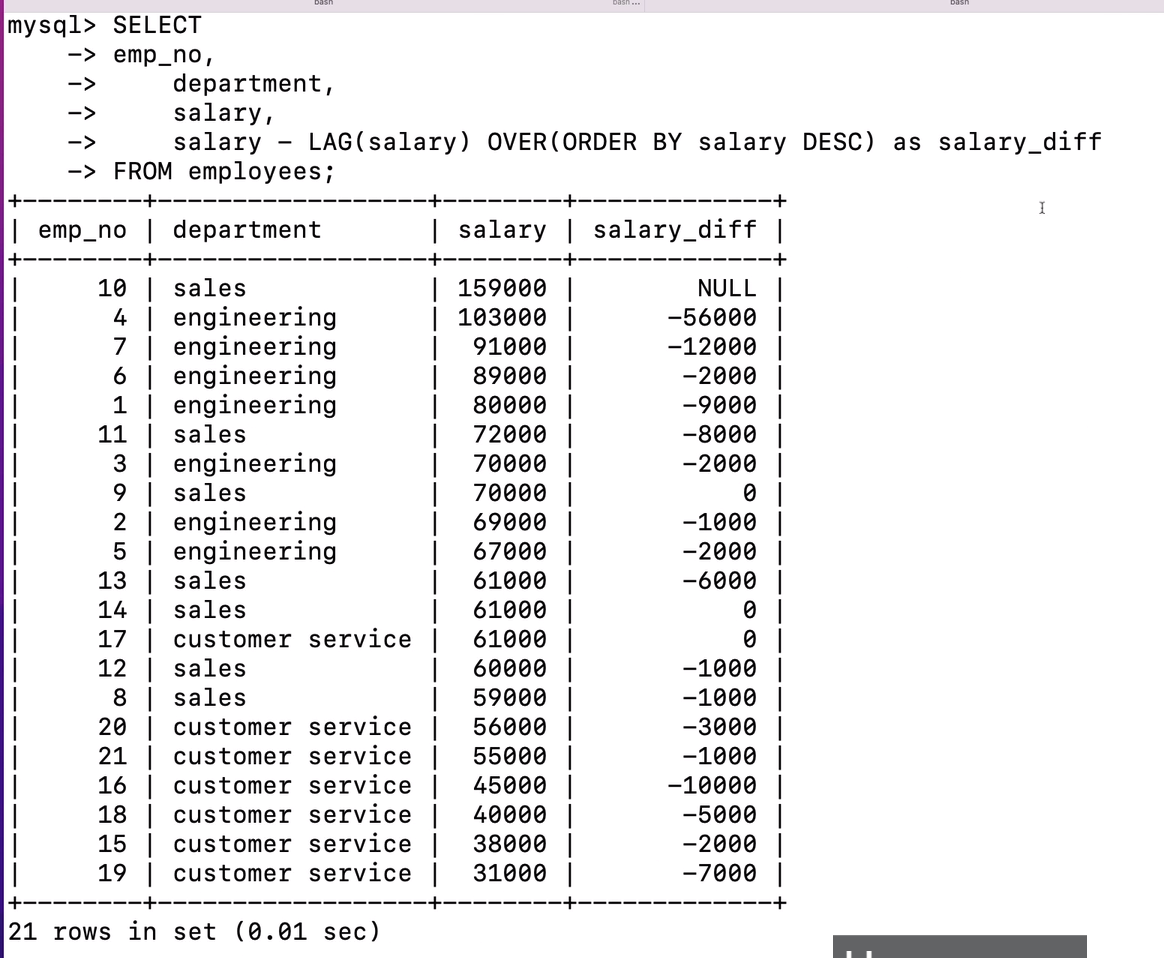 bash bash ... bash
mysql> SELECT
    -> emp_no,
    ->     department,
    ->     salary,
    ->     salary - LAG(salary) OVER(ORDER BY salary DESC) as salary_diff
    -> FROM employees;
+--------+------------------+--------+-------------+
| emp_no | department       | salary | salary_diff |
+--------+------------------+--------+-------------+
|     10 | sales            | 159000 |        NULL |
|      4 | engineering      | 103000 |      -56000 |
|      7 | engineering      |  91000 |      -12000 |
|      6 | engineering      |  89000 |       -2000 |
|      1 | engineering      |  80000 |       -9000 |
|     11 | sales            |  72000 |       -8000 |
|      3 | engineering      |  70000 |       -2000 |
|      9 | sales            |  70000 |           0 |
|      2 | engineering      |  69000 |       -1000 |
|      5 | engineering      |  67000 |       -2000 |
|     13 | sales            |  61000 |       -6000 |
|     14 | sales            |  61000 |           0 |
|     17 | customer service |  61000 |           0 |
|     12 | sales            |  60000 |       -1000 |
|      8 | sales            |  59000 |       -1000 |
|     20 | customer service |  56000 |       -3000 |
|     21 | customer service |  55000 |       -1000 |
|     16 | customer service |  45000 |      -10000 |
|     18 | customer service |  40000 |       -5000 |
|     15 | customer service |  38000 |       -2000 |
|     19 | customer service |  31000 |       -7000 |
+--------+------------------+--------+-------------+
21 rows in set (0.01 sec)